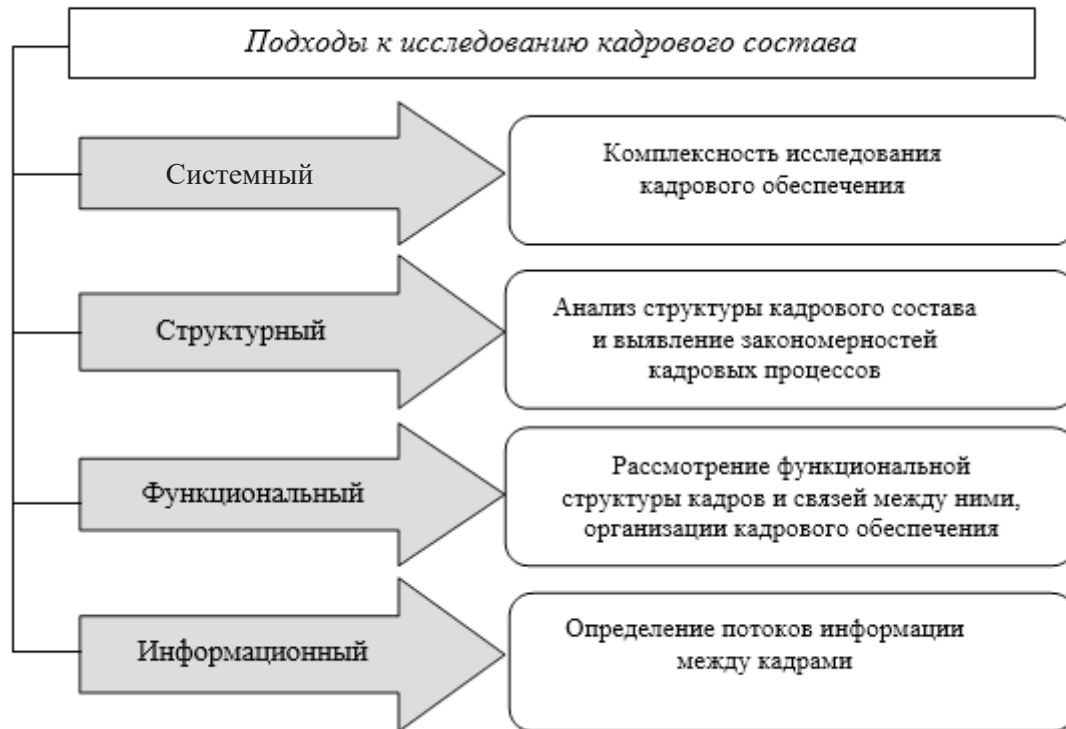 Подходы к исследованию кадрового состава
Системный
Комплексность исследования
кадрового обеспечения
Структурный
Анализ структуры кадрового состава
и выявление закономерностей
кадровых процессов
Функциональный
Рассмотрение функциональной
структуры кадров и связей между ними,
организации кадрового обеспечения
Информационный
Определение потоков информации
между кадрами